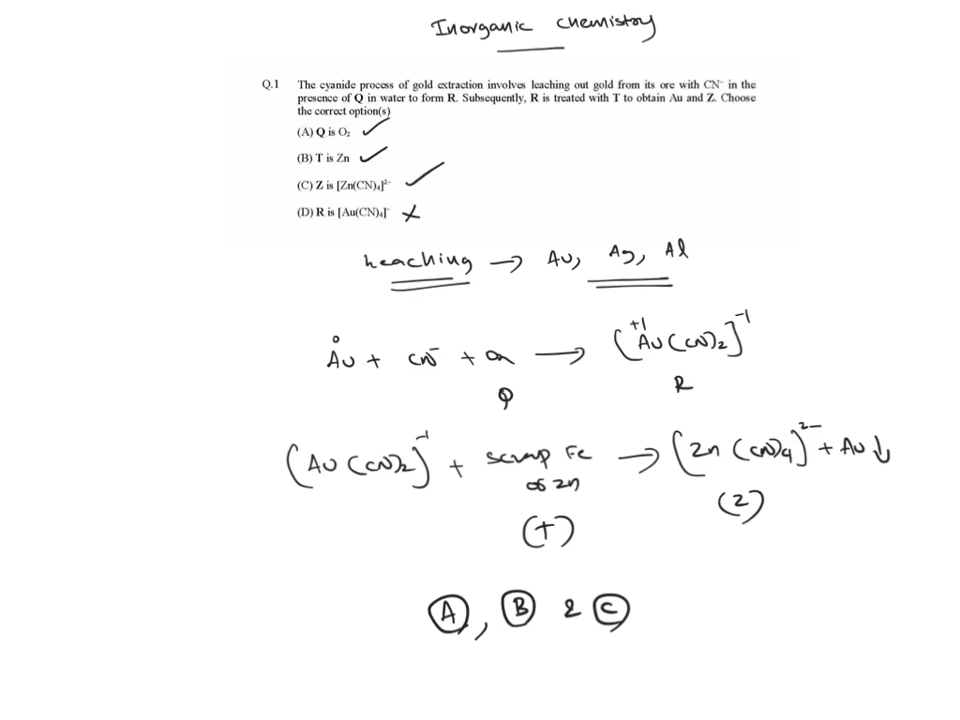 Inorganic Chemistry
Q.1 The cyanide process of gold extraction involves leaching out gold from its ore with CN⁻ in the
presence of Q in water to form R. Subsequently, R is treated with T to obtain Au and Z. Choose
the correct option(s)
(A) Q is O₂ ✓
(B) T is Zn ✓
(C) Z is [Zn(CN)₄]²⁻ ✓
(D) R is [Au(CN)₄]⁻ ✗
Leaching → Au, Ag, Al
Au⁰ + CN⁻ + O₂ → [Au⁺¹(CN)₂]⁻¹
Q R
[Au(CN)₂]⁻¹ + scrap Fe → [Zn(CN)₄]²⁻ + Au ↓
or Zn (Z)
(T)
A, B & C